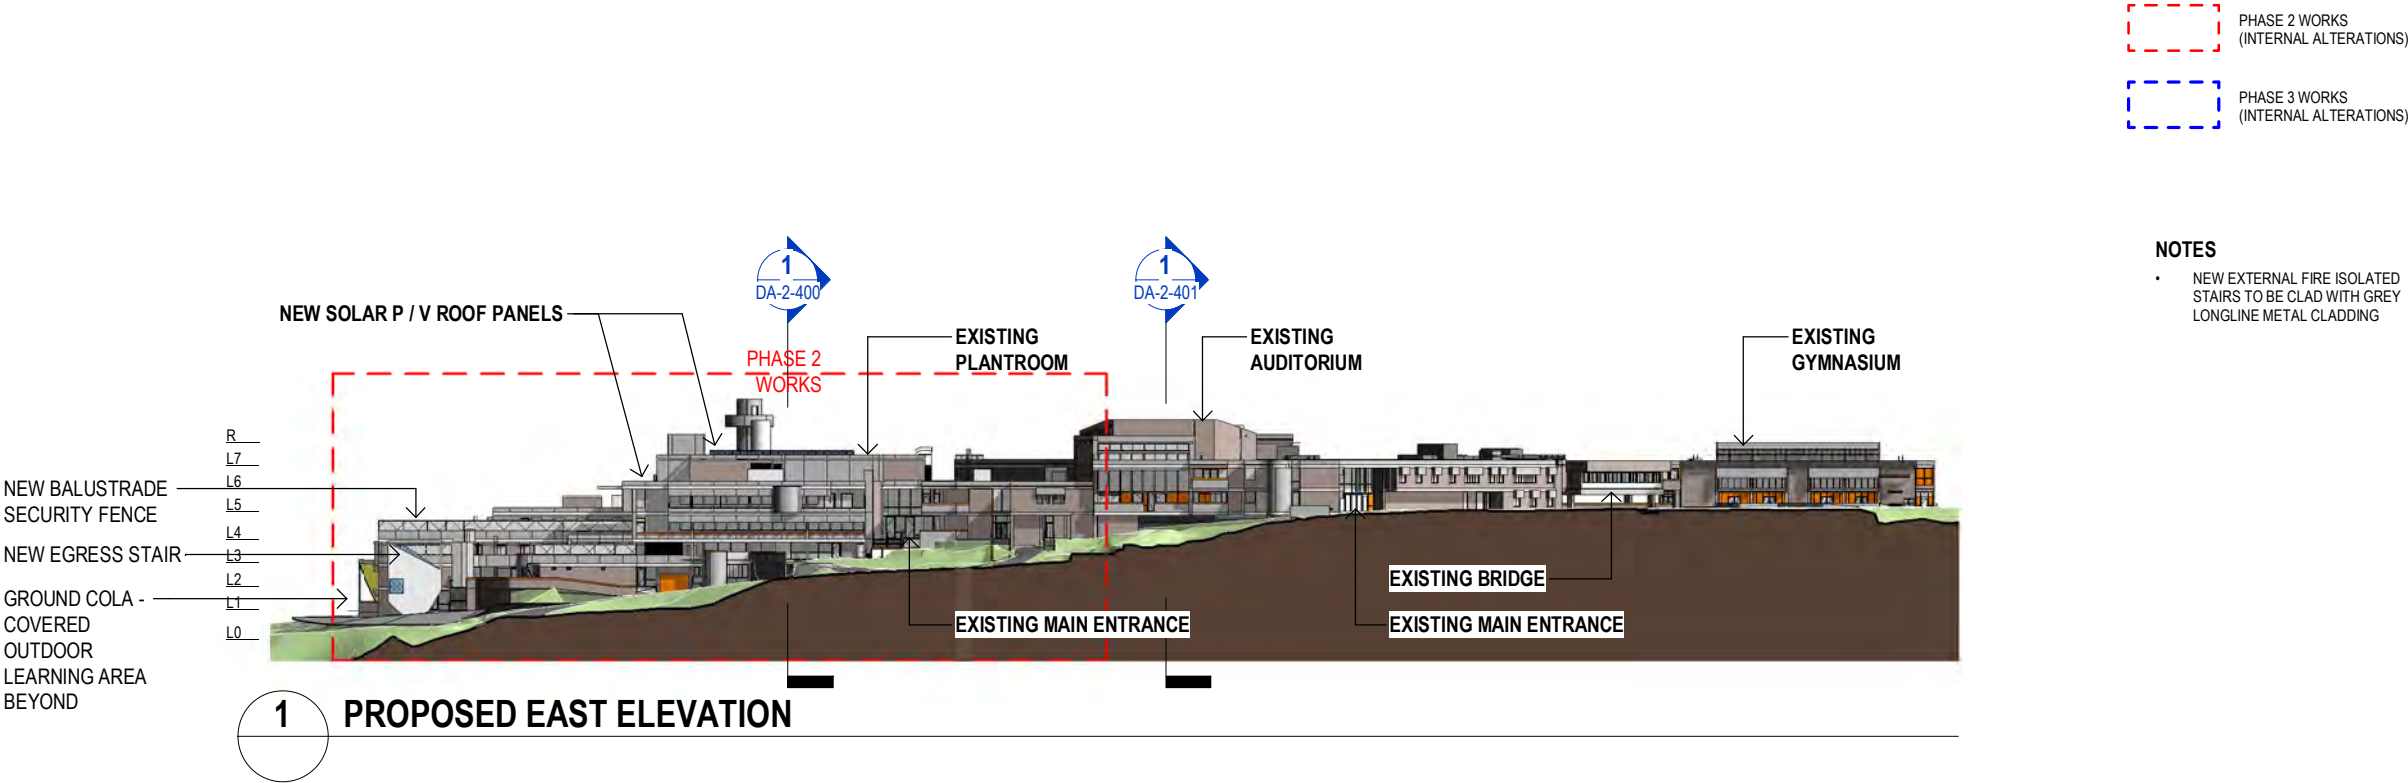 PHASE 2 WORKS
(INTERNAL ALTERATIONS)
PHASE 3 WORKS
(INTERNAL ALTERATIONS)
NOTES
• NEW EXTERNAL FIRE ISOLATED
STAIRS TO BE CLAD WITH GREY
LONGLINE METAL CLADDING
1
DA-2-400
1
DA-2-401
NEW SOLAR P / V ROOF PANELS
PHASE 2
WORKS
EXISTING
PLANTROOM
EXISTING
AUDITORIUM
EXISTING
GYMNASIUM
R
L7
L6
L5
L4
L3
L2
L1
L0
NEW BALUSTRADE
SECURITY FENCE
NEW EGRESS STAIR
GROUND COLA -
COVERED
OUTDOOR
LEARNING AREA
BEYOND
EXISTING MAIN ENTRANCE
EXISTING BRIDGE
EXISTING MAIN ENTRANCE
1
PROPOSED EAST ELEVATION